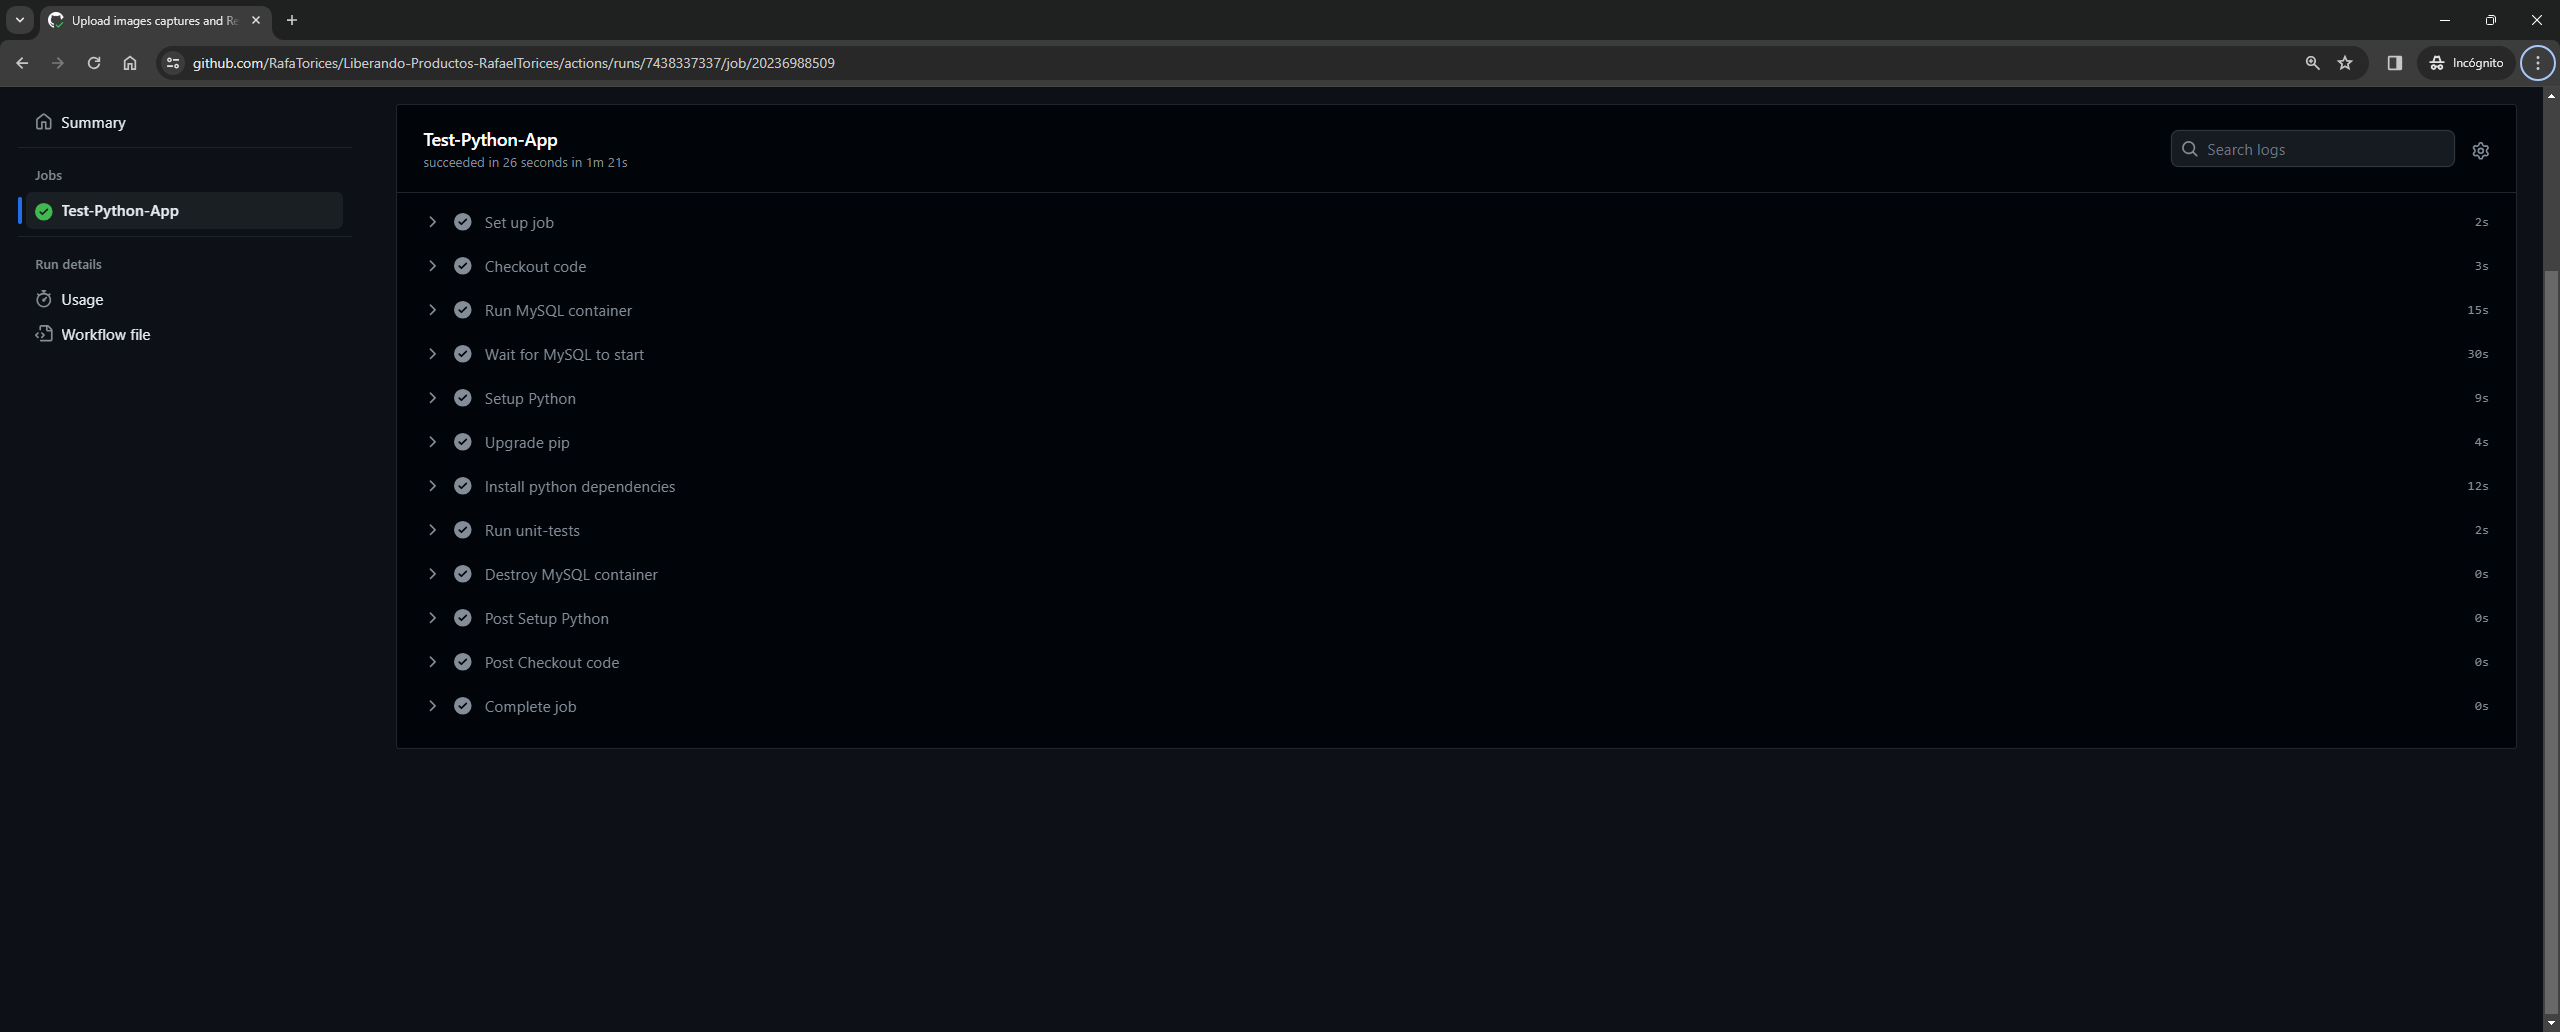 Upload images captures and Re
github.com/RafaTorices/Liberando-Productos-RafaelTorices/actions/runs/7438337337/job/20236988509
Incógnito
Summary
Jobs
Test-Python-App
Run details
Usage
Workflow file
Test-Python-App
succeeded in 26 seconds in 1m 21s
Search logs
Set up job 2s
Checkout code 3s
Run MySQL container 15s
Wait for MySQL to start 30s
Setup Python 9s
Upgrade pip 4s
Install python dependencies 12s
Run unit-tests 2s
Destroy MySQL container 0s
Post Setup Python 0s
Post Checkout code 0s
Complete job 0s